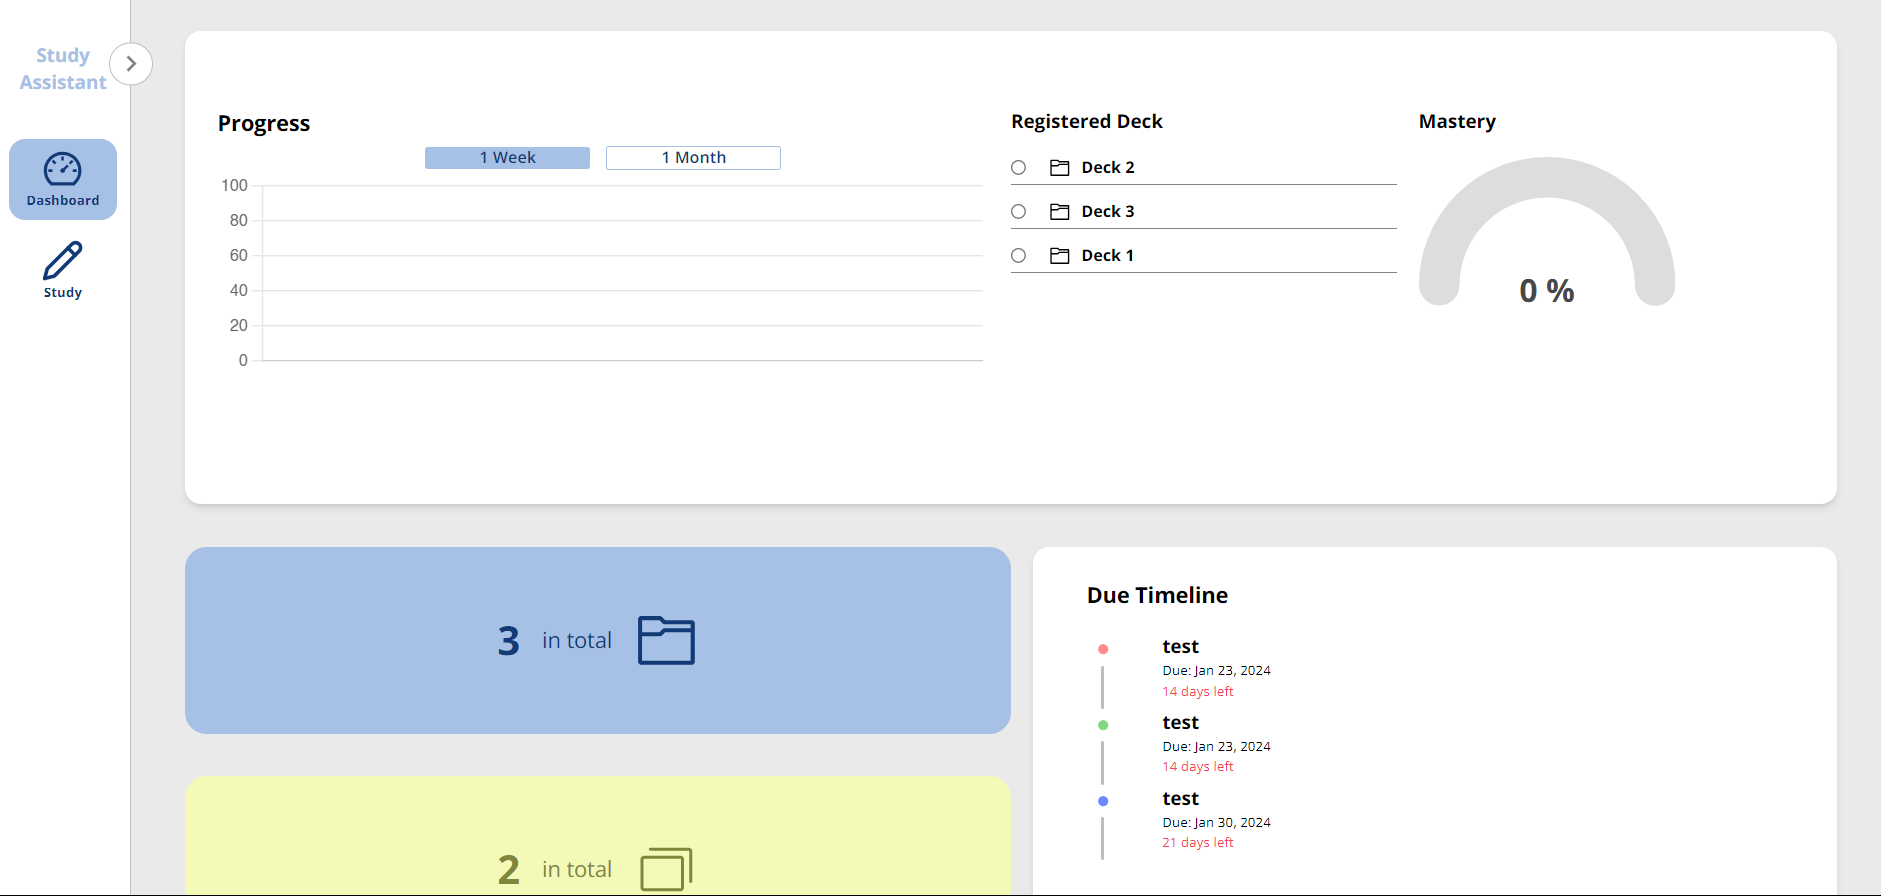 Study
Assistant
Dashboard
Study
Progress
1 Week
1 Month
100
80
60
40
20
0
Registered Deck
Deck 2
Deck 3
Deck 1
Mastery
0 %
3 in total
2 in total
Due Timeline
test
Due: Jan 23, 2024
14 days left
test
Due: Jan 23, 2024
14 days left
test
Due: Jan 30, 2024
21 days left